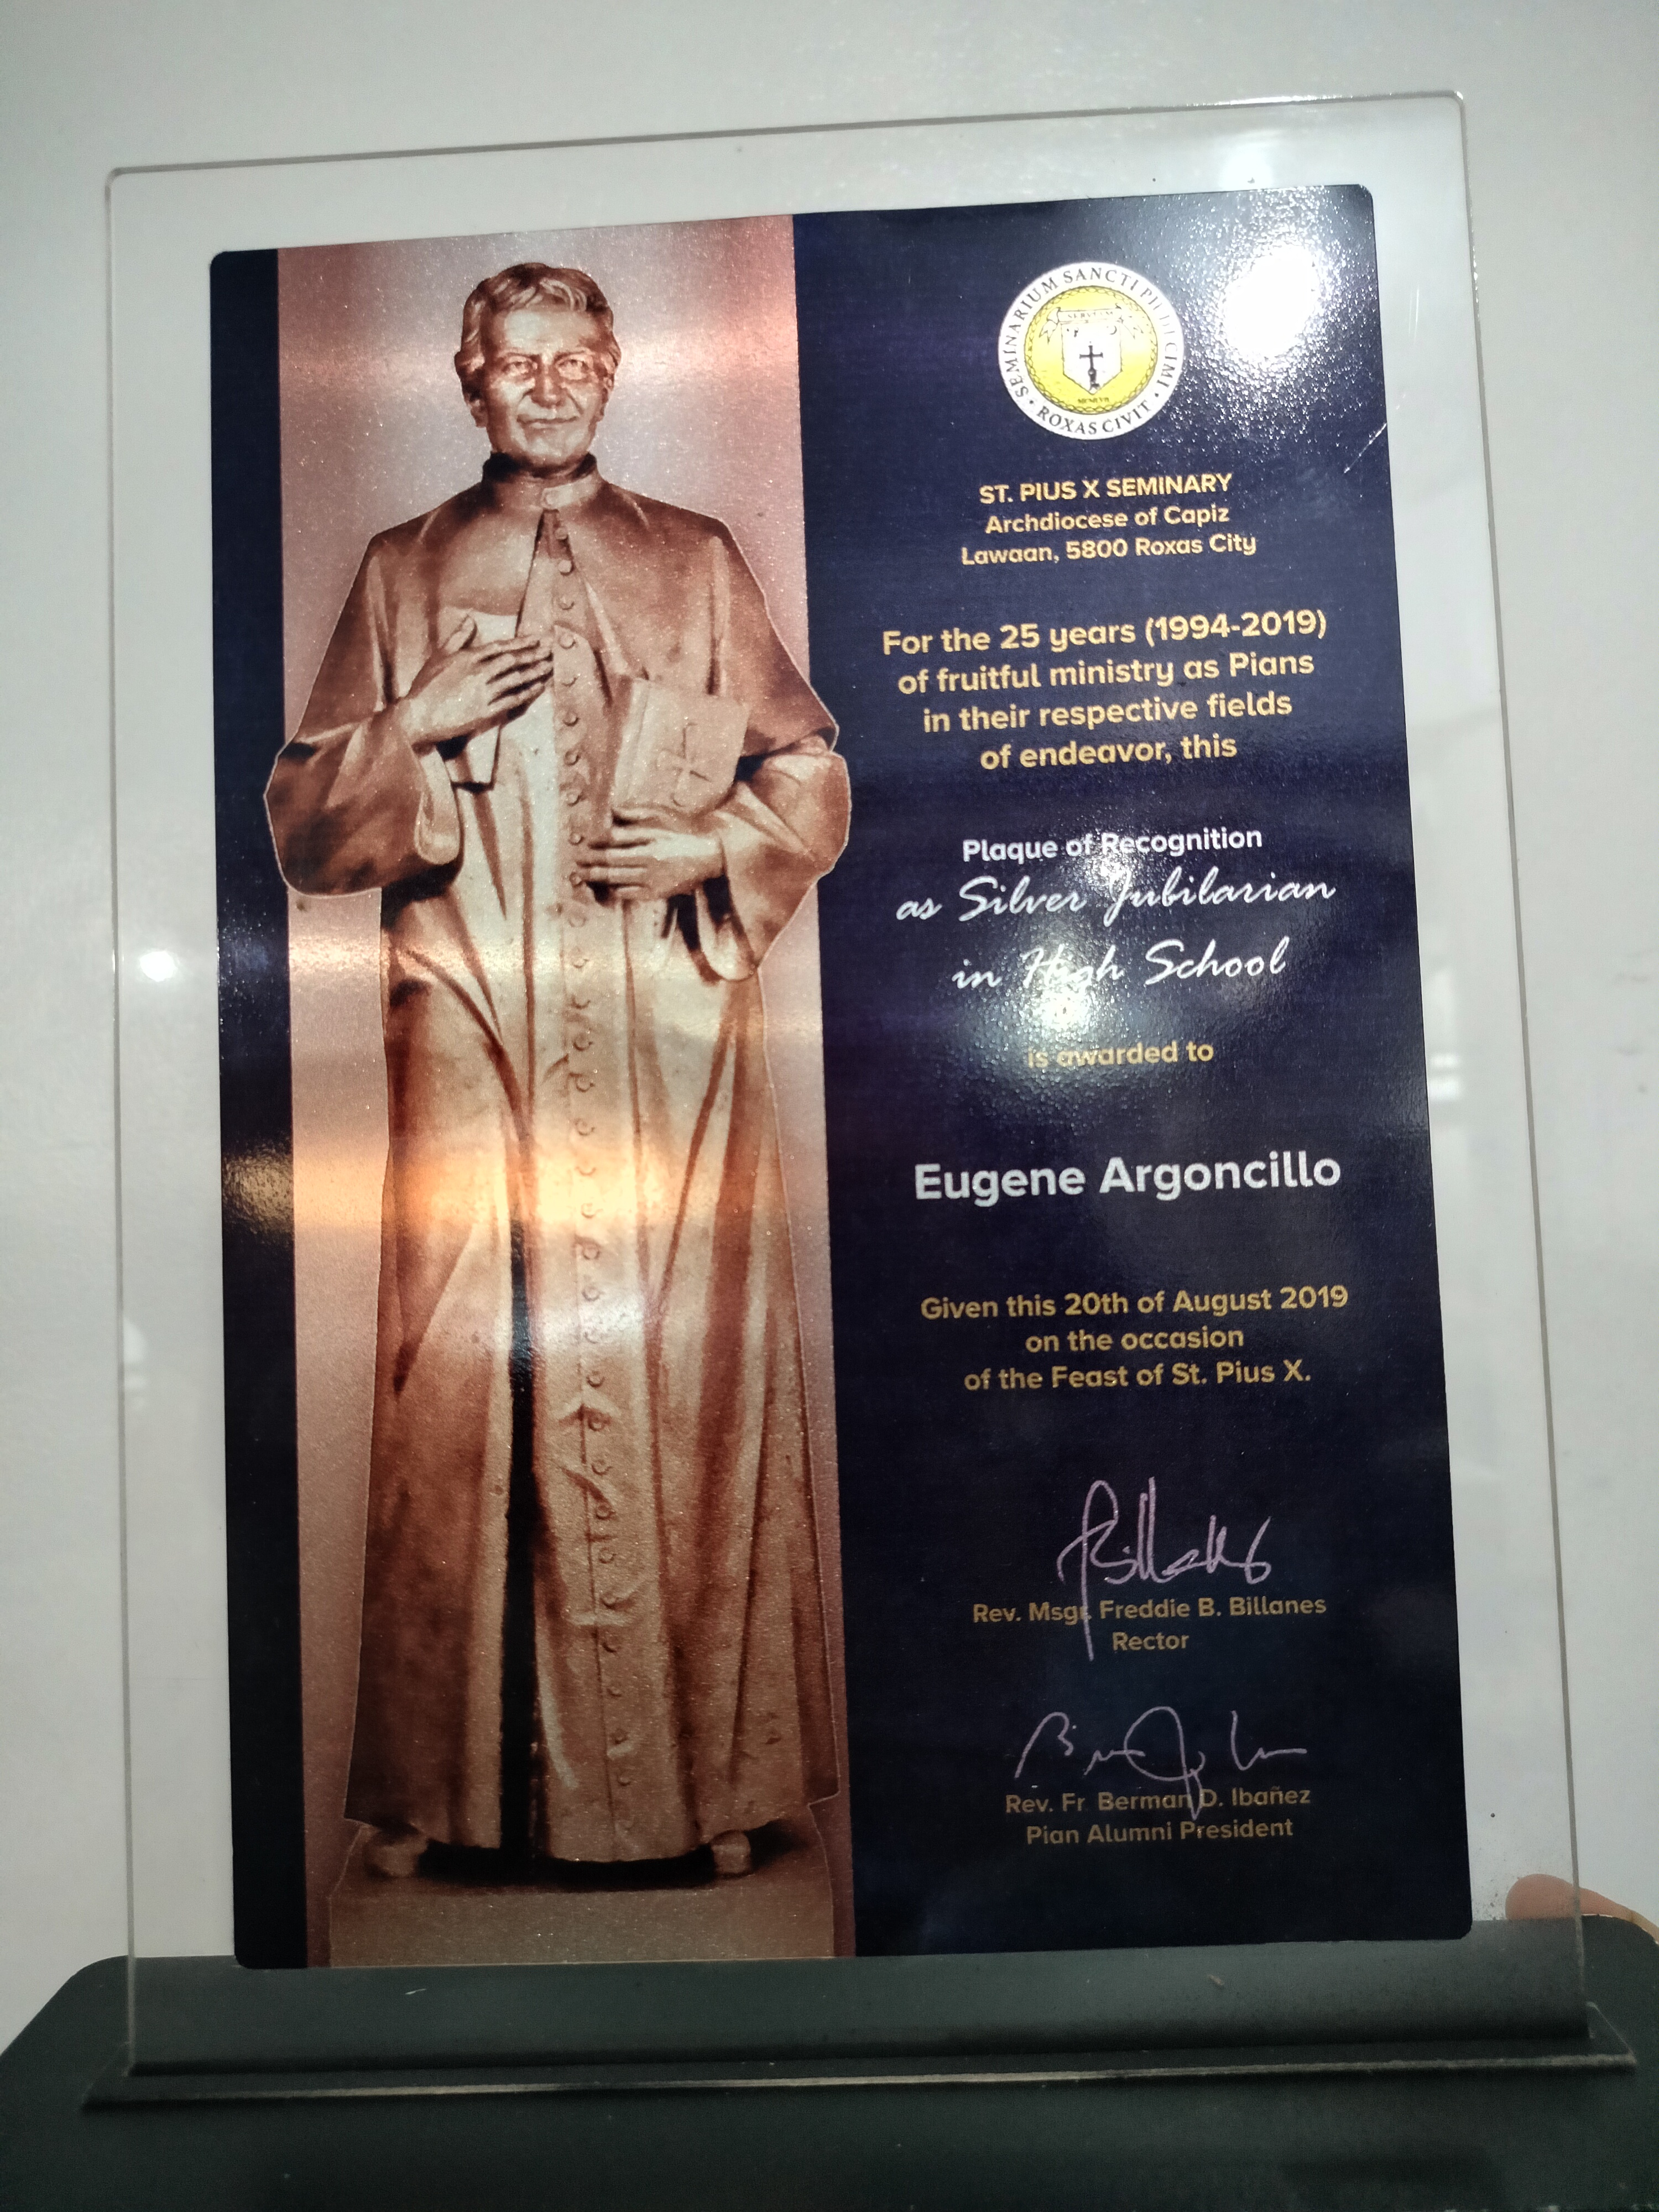 SEMINARIUM SANCTI PII DECIMI
ROXAS CIVIT
ST. PIUS X SEMINARY
Archdiocese of Capiz
Lawaan, 5800 Roxas City
For the 25 years (1994-2019)
of fruitful ministry as Pians
in their respective fields
of endeavor, this
Plaque of Recognition
as Silver Jubilarian
in High School
is awarded to
Eugene Argoncillo
Given this 20th of August 2019
on the occasion
of the Feast of St. Pius X.
Rev. Msgr. Freddie B. Billanes
Rector
Rev. Fr Berman D. Ibañez
Pian Alumni President